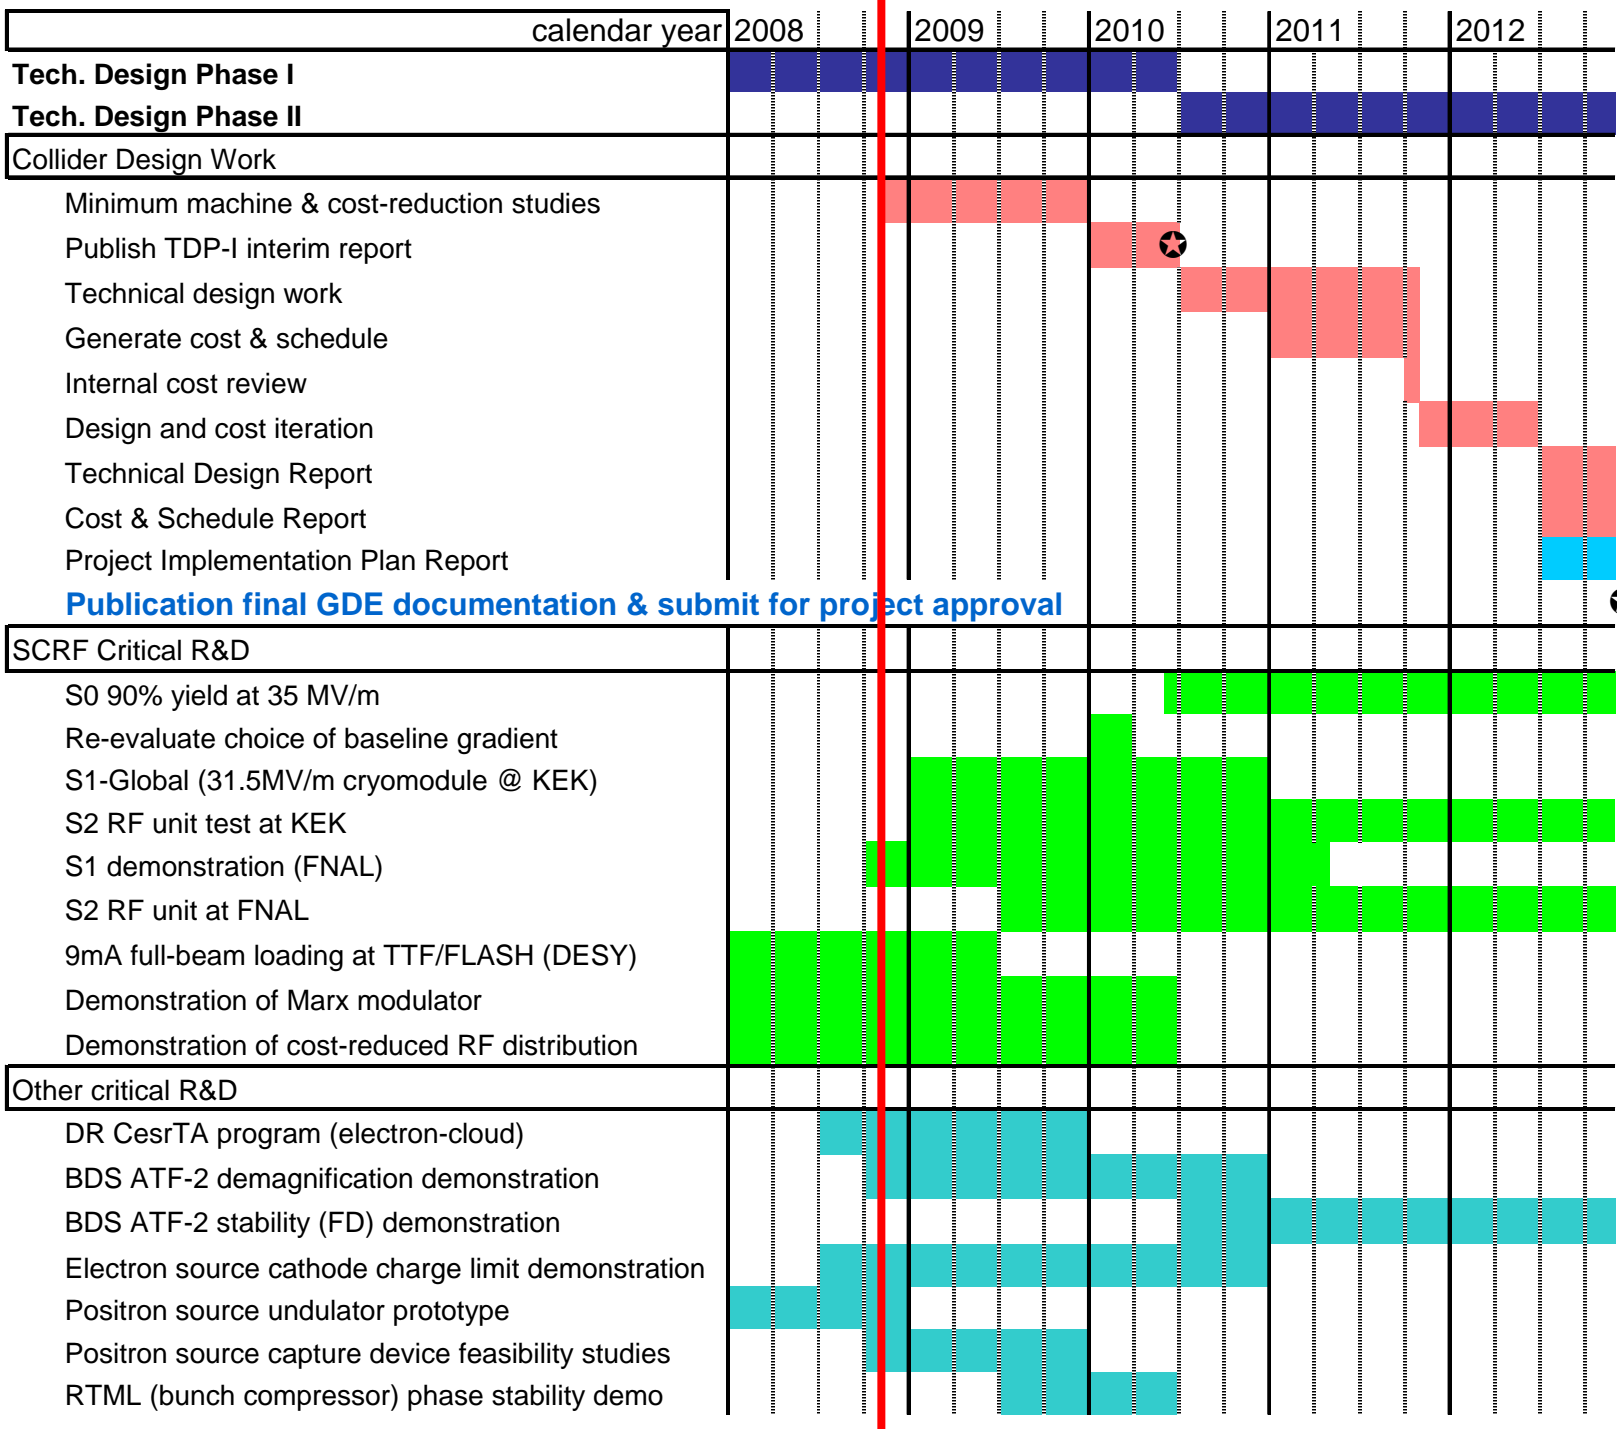 calendar year 2008 2009 2010 2011 2012
Tech. Design Phase I
Tech. Design Phase II
Collider Design Work
Minimum machine & cost-reduction studies
Publish TDP-I interim report
Technical design work
Generate cost & schedule
Internal cost review
Design and cost iteration
Technical Design Report
Cost & Schedule Report
Project Implementation Plan Report
Publication final GDE documentation & submit for project approval
SCRF Critical R&D
S0 90% yield at 35 MV/m
Re-evaluate choice of baseline gradient
S1-Global (31.5MV/m cryomodule @ KEK)
S2 RF unit test at KEK
S1 demonstration (FNAL)
S2 RF unit at FNAL
9mA full-beam loading at TTF/FLASH (DESY)
Demonstration of Marx modulator
Demonstration of cost-reduced RF distribution
Other critical R&D
DR CesrTA program (electron-cloud)
BDS ATF-2 demagnification demonstration
BDS ATF-2 stability (FD) demonstration
Electron source cathode charge limit demonstration
Positron source undulator prototype
Positron source capture device feasibility studies
RTML (bunch compressor) phase stability demo